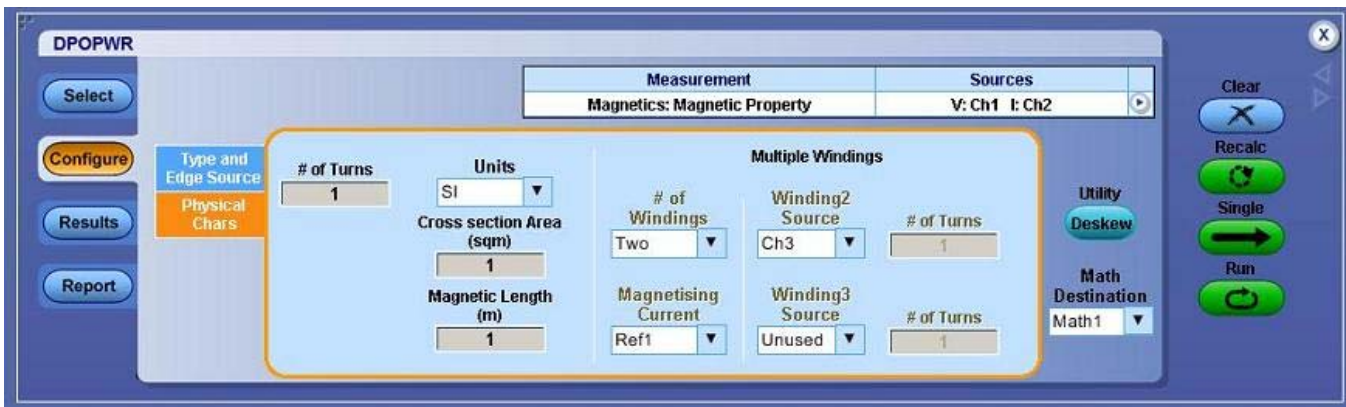 DPOPWR
X
Select
Configure
Results
Report
Measurement Sources
Magnetics: Magnetic Property V: Ch1 I: Ch2
Type and
Edge Source
Physical
Chars
# of Turns
1
Units
SI
Cross section Area
(sqm)
1
Magnetic Length
(m)
1
Multiple Windings
# of
Windings
Two
Winding2
Source
Ch3
# of Turns
1
Magnetising
Current
Ref1
Winding3
Source
Unused
# of Turns
1
Utility
Deskew
Math
Destination
Math1
Clear
Recalc
Single
Run